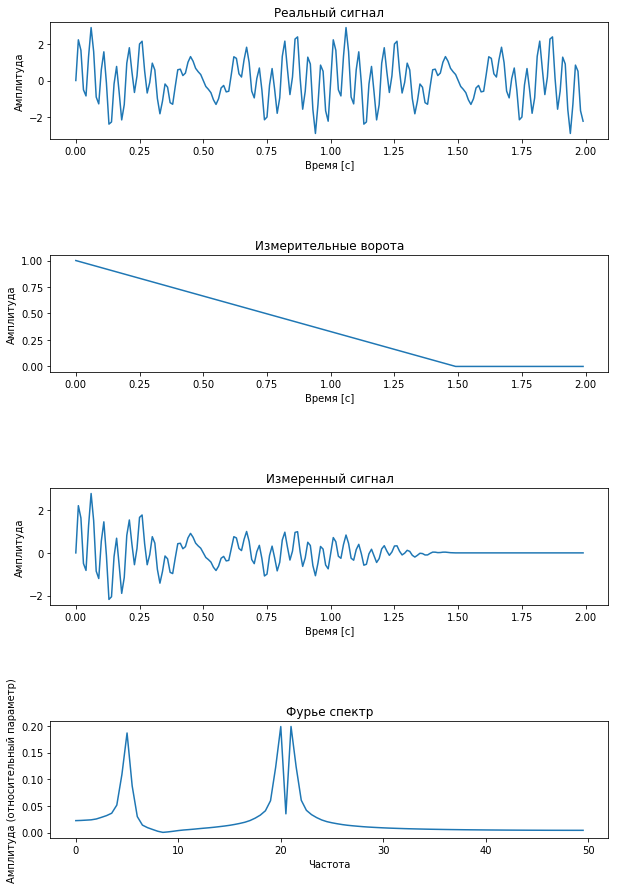 Реальный сигнал
2
0
−2
Амплитуда
0.00 0.25 0.50 0.75 1.00 1.25 1.50 1.75 2.00
Время [с]
Измерительные ворота
1.00
0.75
0.50
0.25
0.00
Амплитуда
0.00 0.25 0.50 0.75 1.00 1.25 1.50 1.75 2.00
Время [с]
Измеренный сигнал
2
0
−2
Амплитуда
0.00 0.25 0.50 0.75 1.00 1.25 1.50 1.75 2.00
Время [с]
Фурье спектр
0.20
0.15
0.10
0.05
0.00
Амплитуда (относительный параметр)
0 10 20 30 40 50
Частота